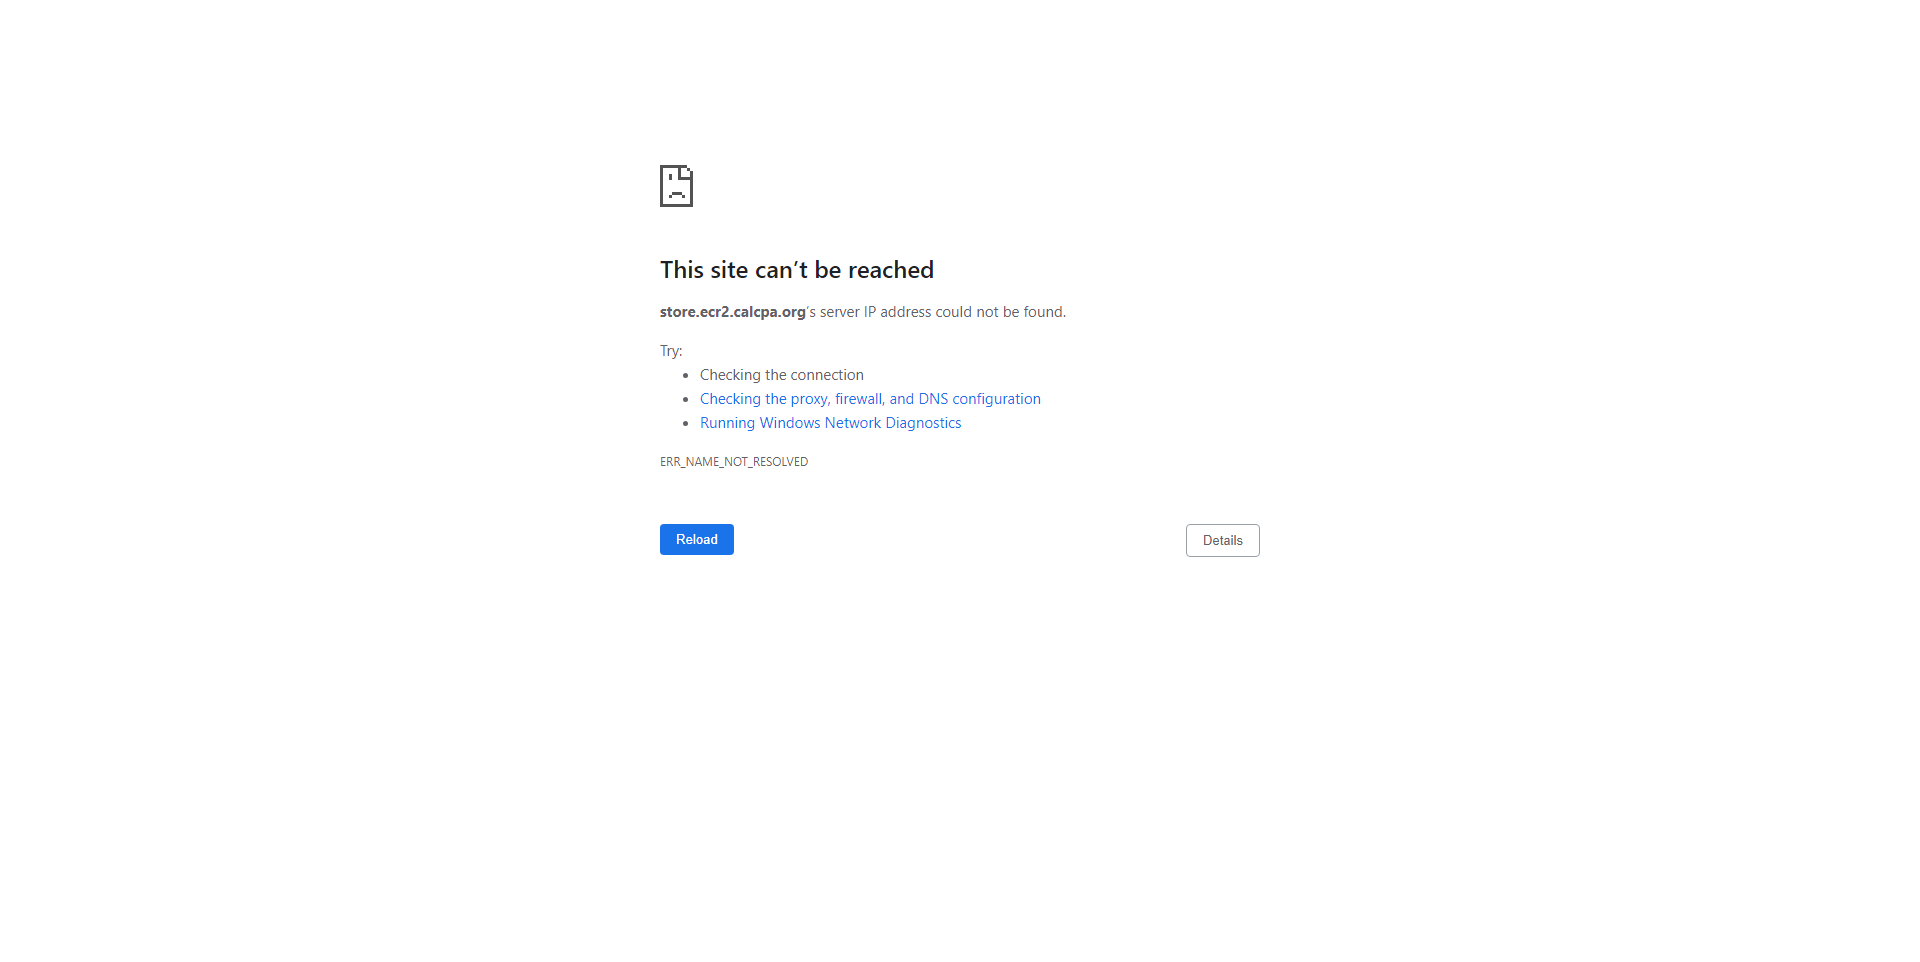 This site can’t be reached
store.ecr2.calcpa.org’s server IP address could not be found.
Try:
Checking the connection
Checking the proxy, firewall, and DNS configuration
Running Windows Network Diagnostics
ERR_NAME_NOT_RESOLVED
Reload
Details